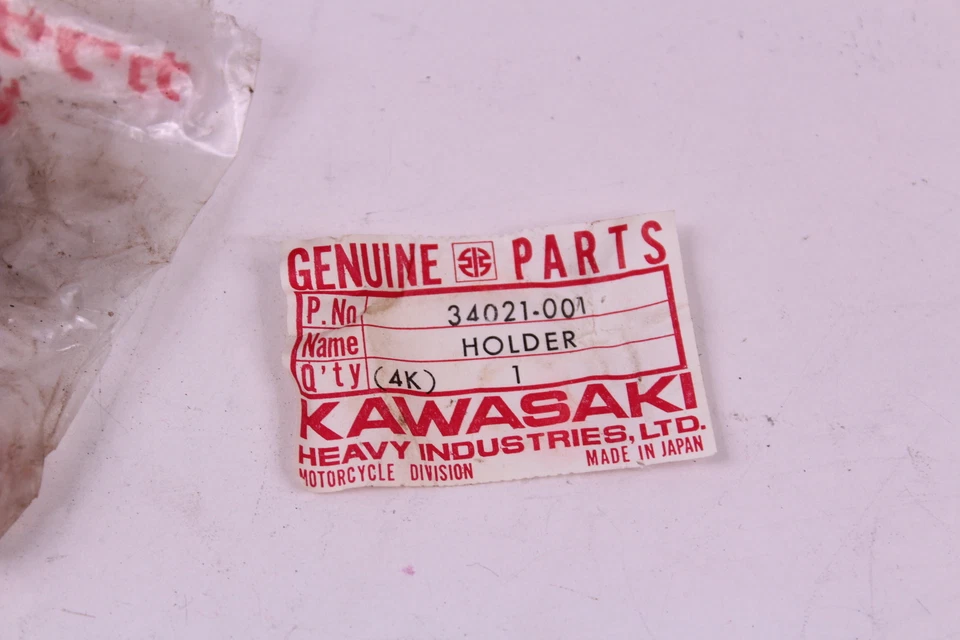 GENUINE PARTS
P.No 34021-001
Name HOLDER
Q'ty (4K) 1
KAWASAKI
HEAVY INDUSTRIES, LTD.
MOTORCYCLE DIVISION MADE IN JAPAN